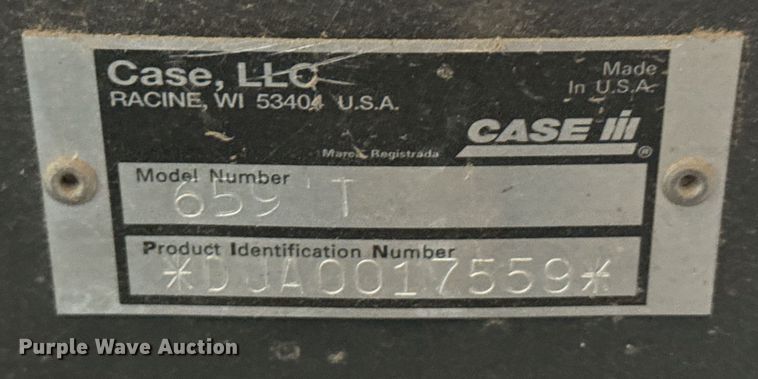 Case, LLC
RACINE, WI 53404 U.S.A.
Made
In U.S.A.
CASE IH
®
Marca Registrada
Model Number
659 T
Product Identification Number
*DJA0017559*
Purple Wave Auction